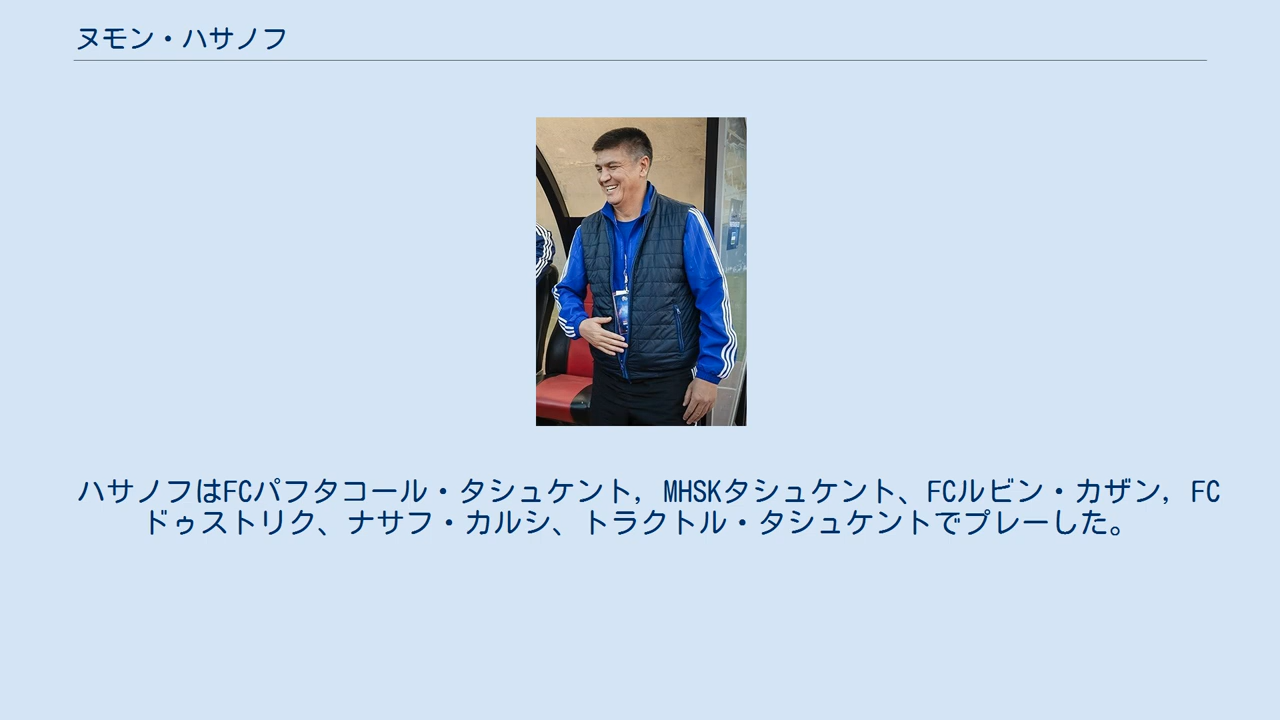 ヌモン・ハサノフ
ハサノフはFCパフタコール・タシュケント, MHSKタシュケント、FCルビン・カザン, FC
ドゥストリク、ナサフ・カルシ、トラクトル・タシュケントでプレーした。